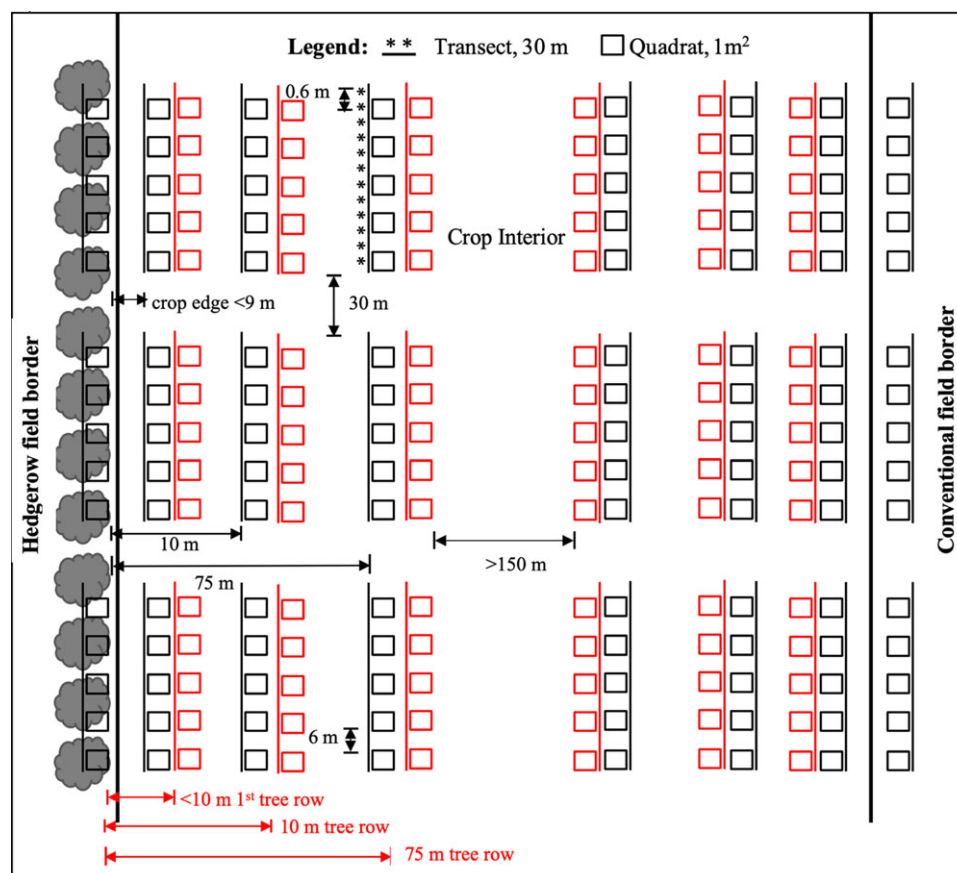 Legend: ** Transect, 30 m Quadrat, 1m²
0.6 m
Crop Interior
crop edge <9 m
30 m
Hedgerow field border
Conventional field border
10 m
>150 m
75 m
6 m
<10 m 1st tree row
10 m tree row
75 m tree row